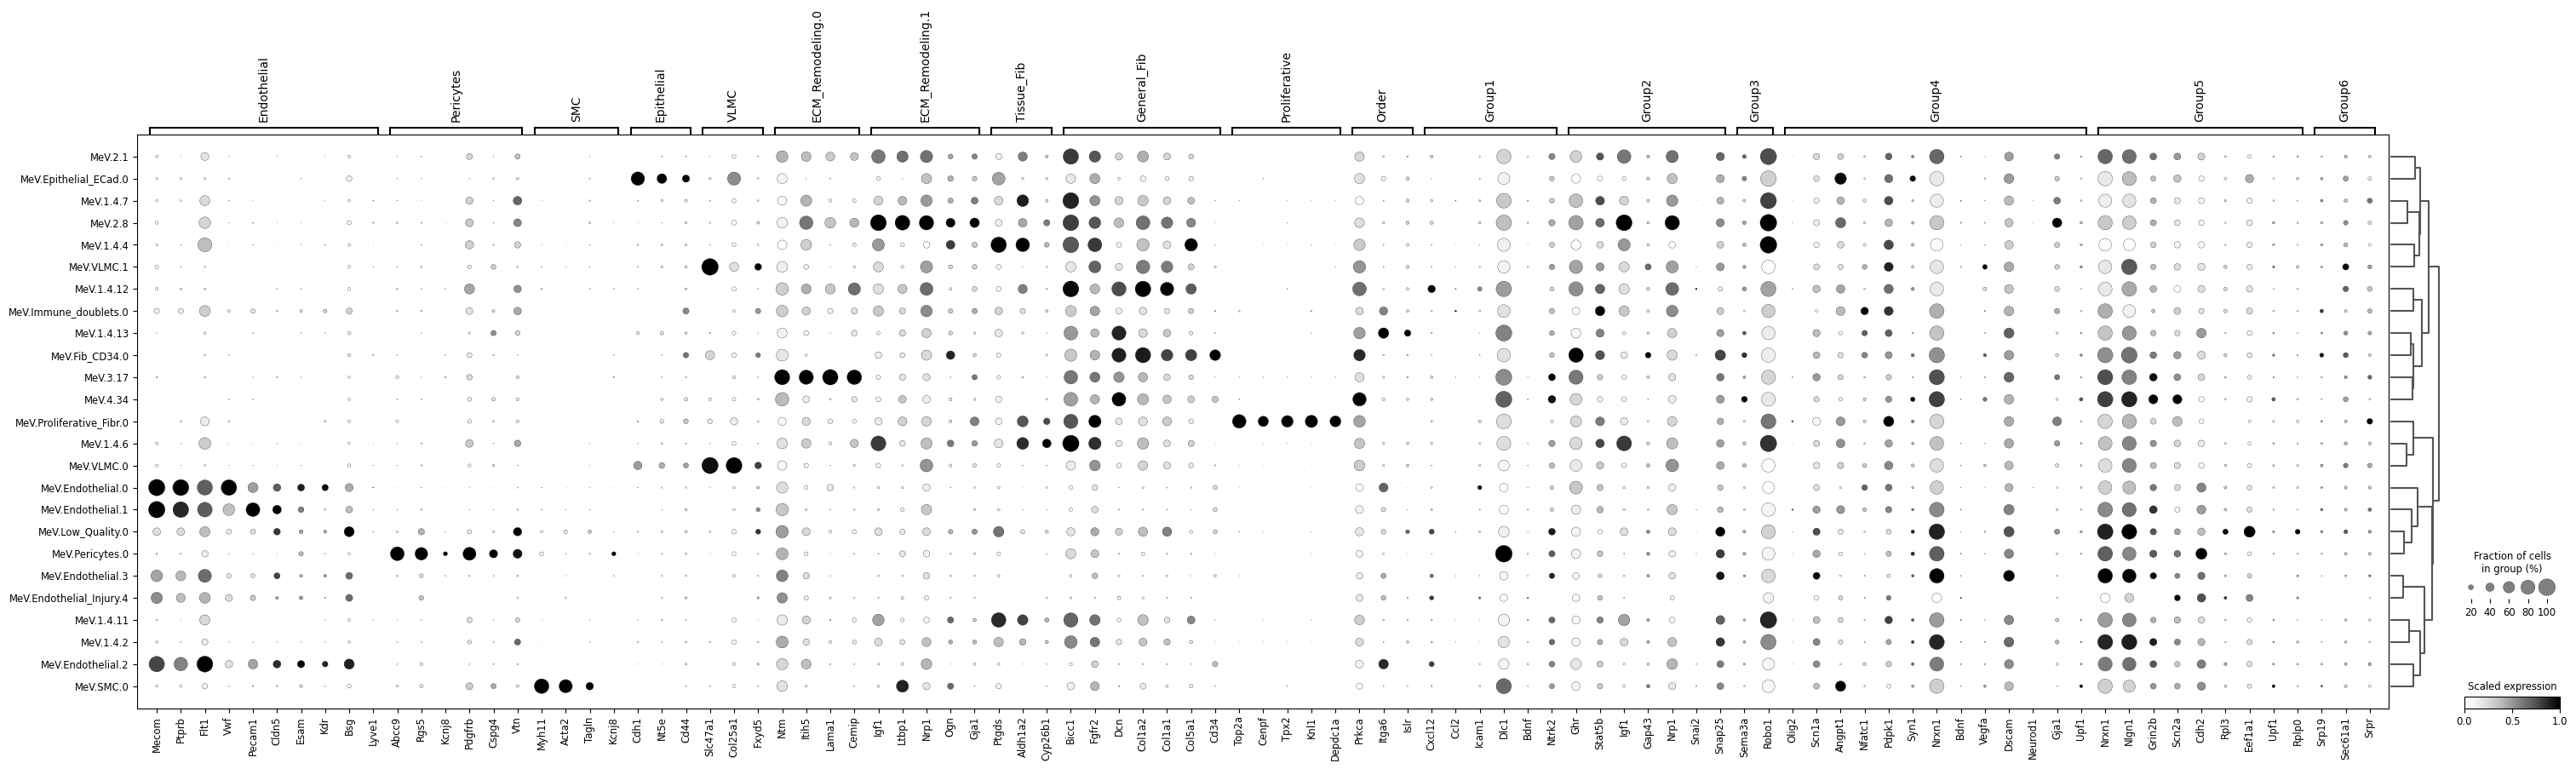 Endothelial
Pericytes
SMC
Epithelial
VLMC
ECM_Remodeling.0
ECM_Remodeling.1
Tissue_Fib
General_Fib
Proliferative
Order
Group1
Group2
Group3
Group4
Group5
Group6
MeV.2.1
MeV.Epithelial_ECad.0
MeV.1.4.7
MeV.2.8
MeV.1.4.4
MeV.VLMC.1
MeV.1.4.12
MeV.Immune_doublets.0
MeV.1.4.13
MeV.Fib_CD34.0
MeV.3.17
MeV.4.34
MeV.Proliferative_Fibr.0
MeV.1.4.6
MeV.VLMC.0
MeV.Endothelial.0
MeV.Endothelial.1
MeV.Low_Quality.0
MeV.Pericytes.0
MeV.Endothelial.3
MeV.Endothelial_Injury.4
MeV.1.4.11
MeV.1.4.2
MeV.Endothelial.2
MeV.SMC.0
Mecom
Ptprb
Flt1
Vwf
Pecam1
Cldn5
Esam
Kdr
Bsg
Lyve1
Abcc9
Rgs5
Kcnj8
Pdgfrb
Cspg4
Vtn
Myh11
Acta2
Tagln
Kcnj8
Cdh1
Nt5e
Cd44
Slc47a1
Col25a1
Fxyd5
Ntm
Itih5
Lama1
Cemip
Igf1
Ltbp1
Nrp1
Ogn
Gja1
Ptgds
Aldh1a2
Cyp26b1
Bicc1
Fgfr2
Dcn
Col1a2
Col1a1
Col5a1
Cd34
Top2a
Cenpf
Tpx2
Knl1
Depdc1a
Prkca
Itga6
Islr
Cxcl12
Ccl2
Icam1
Dlc1
Bdnf
Ntrk2
Ghr
Stat5b
Igf1
Gap43
Nrp1
Snai2
Snap25
Sema3a
Robo1
Olig2
Scn1a
Angpt1
Nfatc1
Pdpk1
Syn1
Nrxn1
Bdnf
Vegfa
Dscam
Neurod1
Gja1
Upf1
Nrxn1
Nlgn1
Grin2b
Scn2a
Cdh2
Rpl3
Eef1a1
Upf1
Rplp0
Srp19
Sec61a1
Srpr
Fraction of cells
in group (%)
20 40 60 80 100
Scaled expression
0.0 0.5 1.0